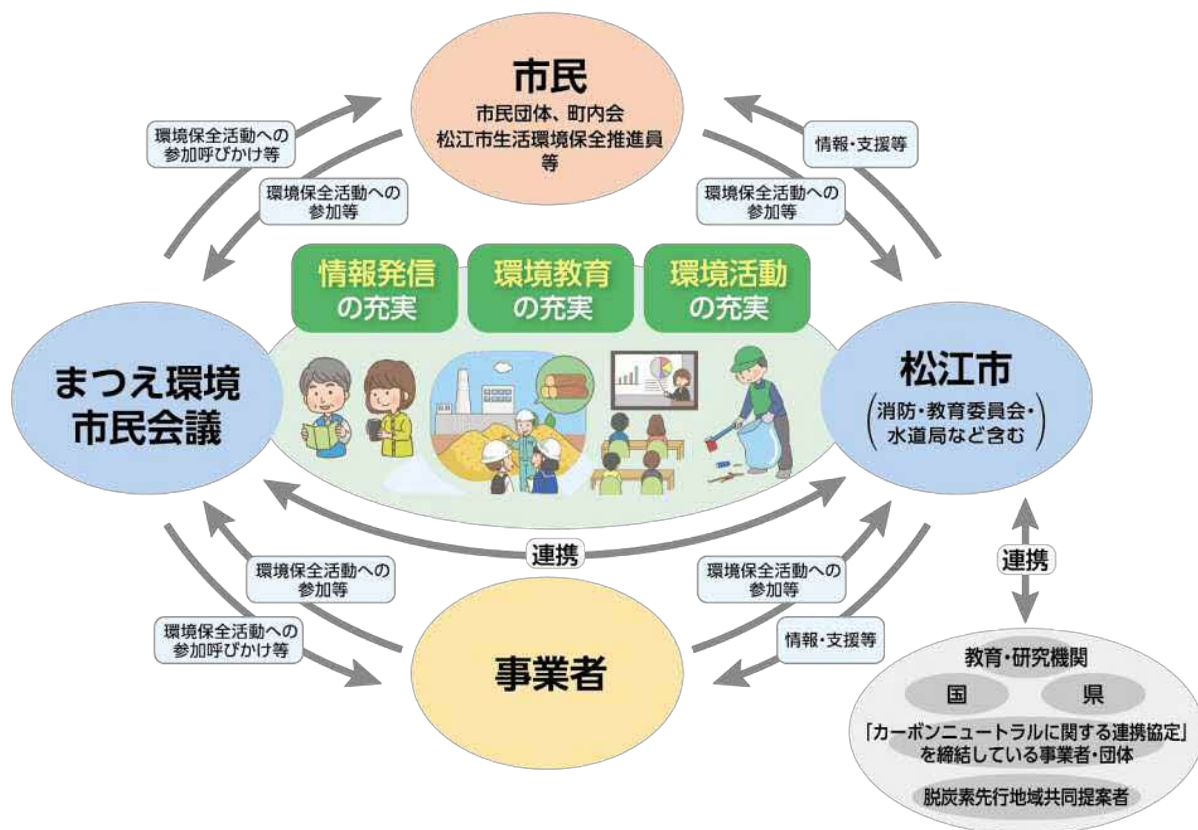 市民
市民団体、町内会
松江市生活環境保全推進員
等
環境保全活動への
参加呼びかけ等
環境保全活動への
参加等
情報・支援等
環境保全活動への
参加等
情報発信
の充実
環境教育
の充実
環境活動
の充実
まつえ環境
市民会議
松江市
(消防・教育委員会・
水道局など含む)
連携
環境保全活動への
参加等
環境保全活動への
参加呼びかけ等
環境保全活動への
参加等
情報・支援等
連携
事業者
教育・研究機関
国
県
「カーボンニュートラルに関する連携協定」
を締結している事業者・団体
脱炭素先行地域共同提案者